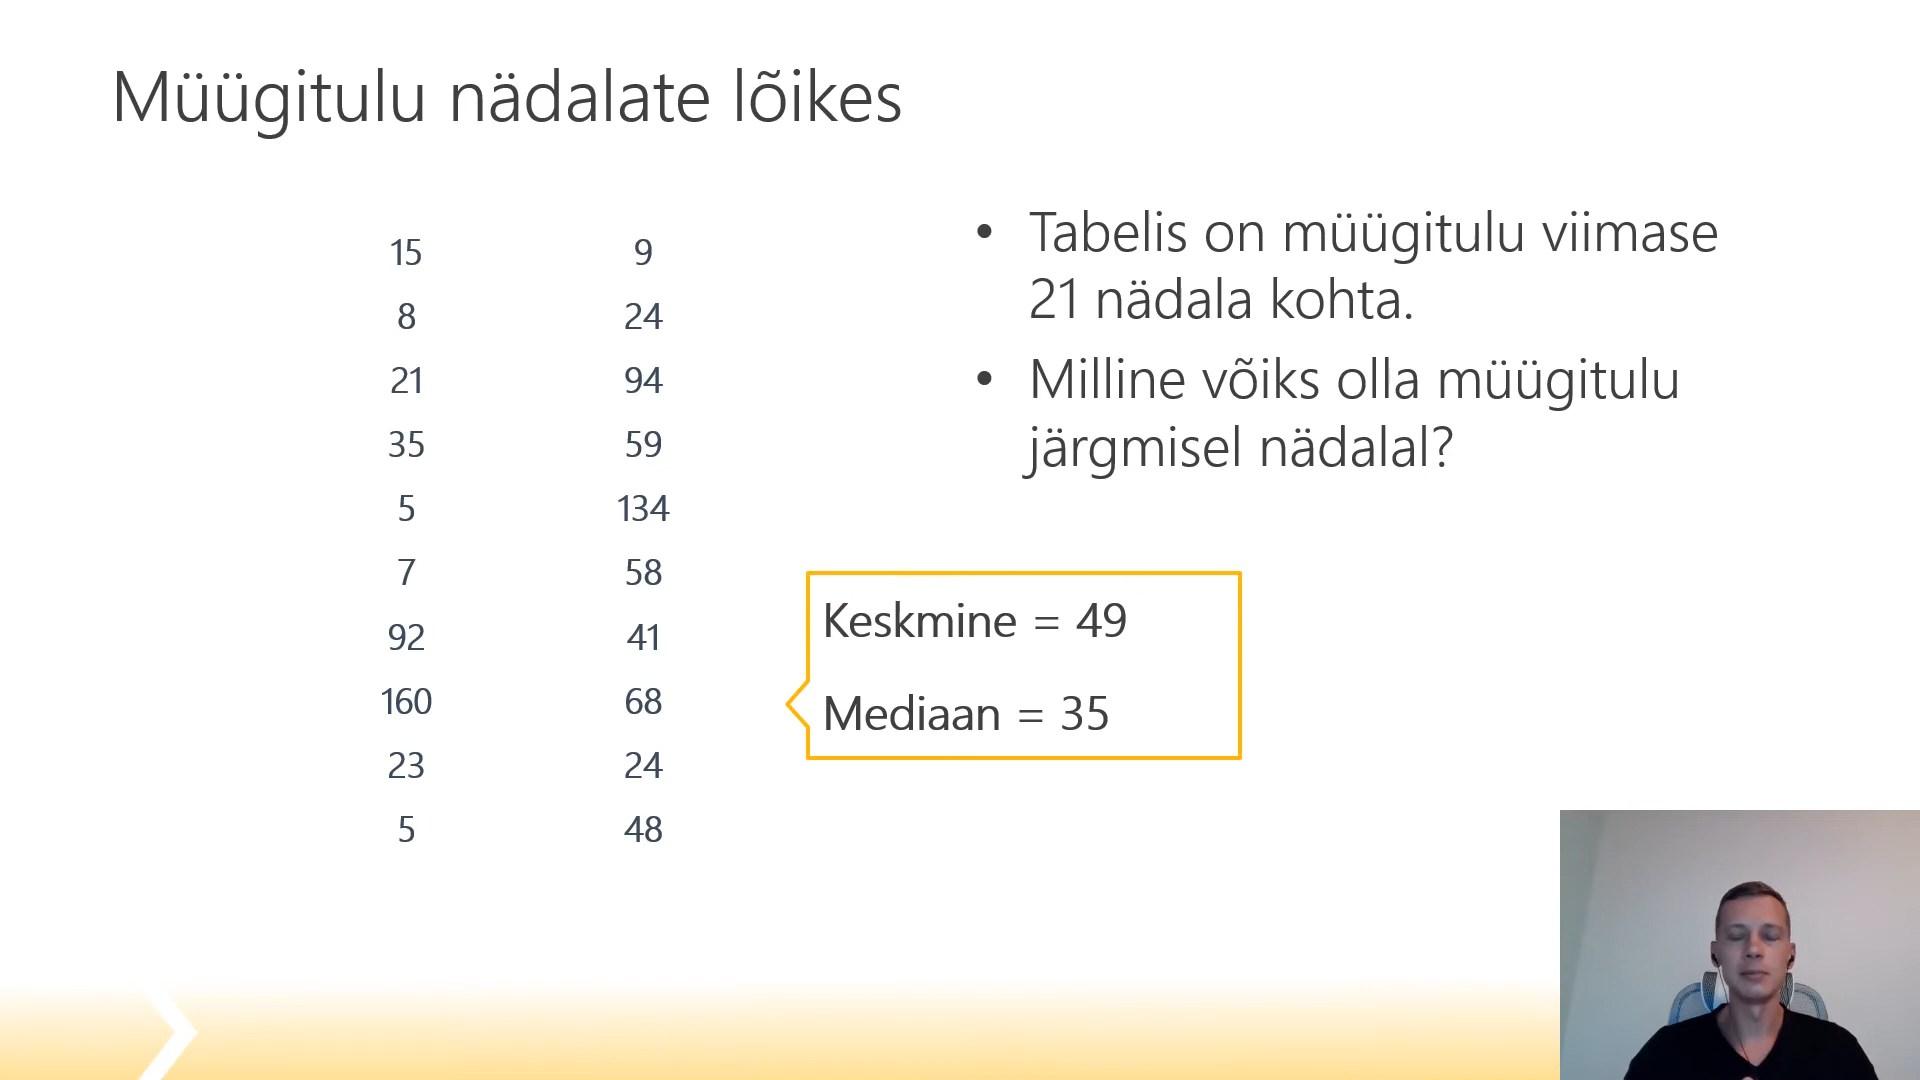 Müügitulu nädalate lõikes
15 9
8 24
21 94
35 59
5 134
7 58
92 41
160 68
23 24
5 48
• Tabelis on müügitulu viimase
21 nädala kohta.
• Milline võiks olla müügitulu
järgmisel nädalal?
Keskmine = 49
Mediaan = 35